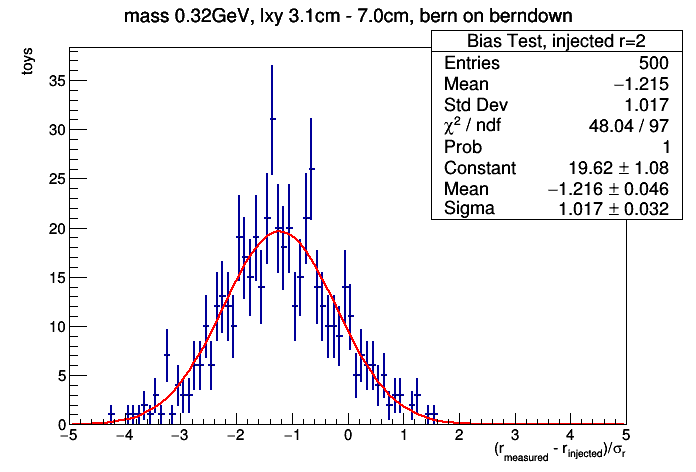 mass 0.32GeV, lxy 3.1cm - 7.0cm, bern on berndown
toys
Bias Test, injected r=2
Entries 500
Mean −1.215
Std Dev 1.017
χ² / ndf 48.04 / 97
Prob 1
Constant 19.62 ± 1.08
Mean −1.216 ± 0.046
Sigma 1.017 ± 0.032
35
30
25
20
15
10
5
0
−5 −4 −3 −2 −1 0 1 2 3 4 5
(r_measured - r_injected)/σ_r